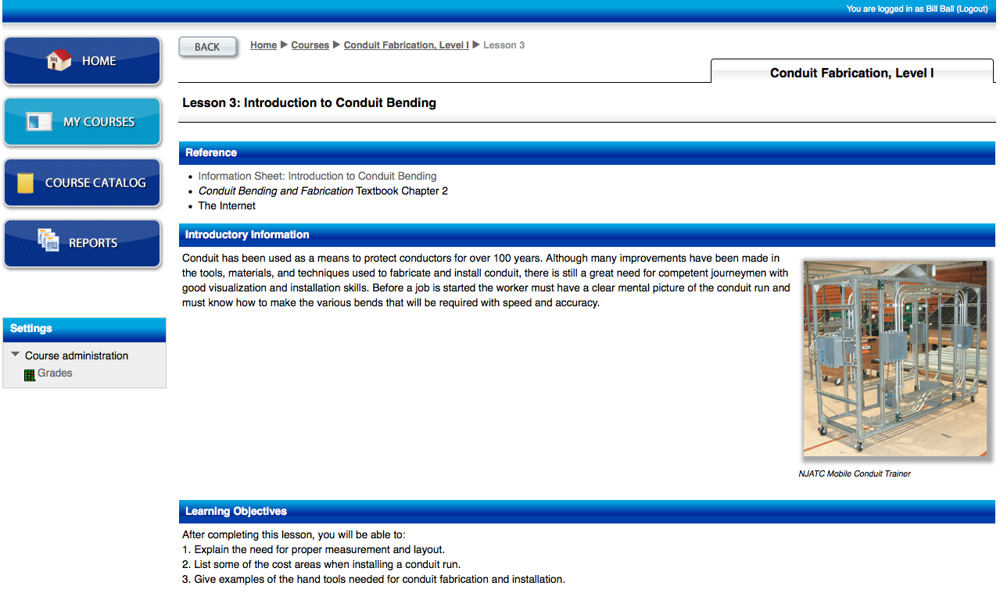 You are logged in as Bill Ball (Logout)
HOME
MY COURSES
COURSE CATALOG
REPORTS
Settings
Course administration
Grades
BACK
Home ▶ Courses ▶ Conduit Fabrication, Level I ▶ Lesson 3
Conduit Fabrication, Level I
Lesson 3: Introduction to Conduit Bending
Reference
• Information Sheet: Introduction to Conduit Bending
• Conduit Bending and Fabrication Textbook Chapter 2
• The Internet
Introductory Information
Conduit has been used as a means to protect conductors for over 100 years. Although many improvements have been made in
the tools, materials, and techniques used to fabricate and install conduit, there is still a great need for competent journeymen with
good visualization and installation skills. Before a job is started the worker must have a clear mental picture of the conduit run and
must know how to make the various bends that will be required with speed and accuracy.
NJATC Mobile Conduit Trainer
Learning Objectives
After completing this lesson, you will be able to:
1. Explain the need for proper measurement and layout.
2. List some of the cost areas when installing a conduit run.
3. Give examples of the hand tools needed for conduit fabrication and installation.